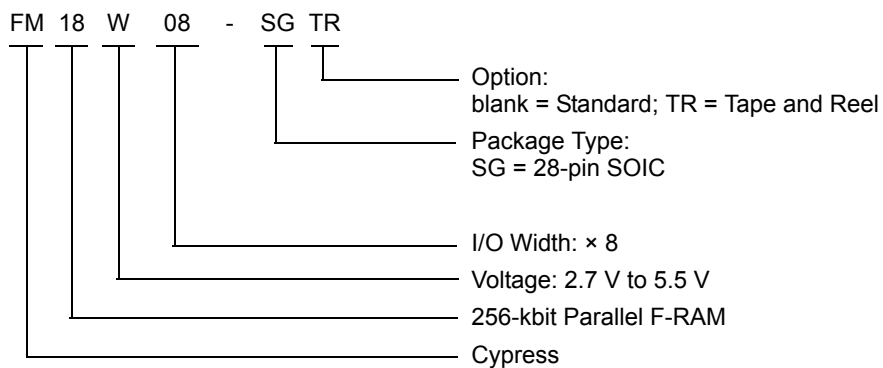 FM 18 W 08 - SG TR
Option:
blank = Standard; TR = Tape and Reel
Package Type:
SG = 28-pin SOIC
I/O Width: × 8
Voltage: 2.7 V to 5.5 V
256-kbit Parallel F-RAM
Cypress